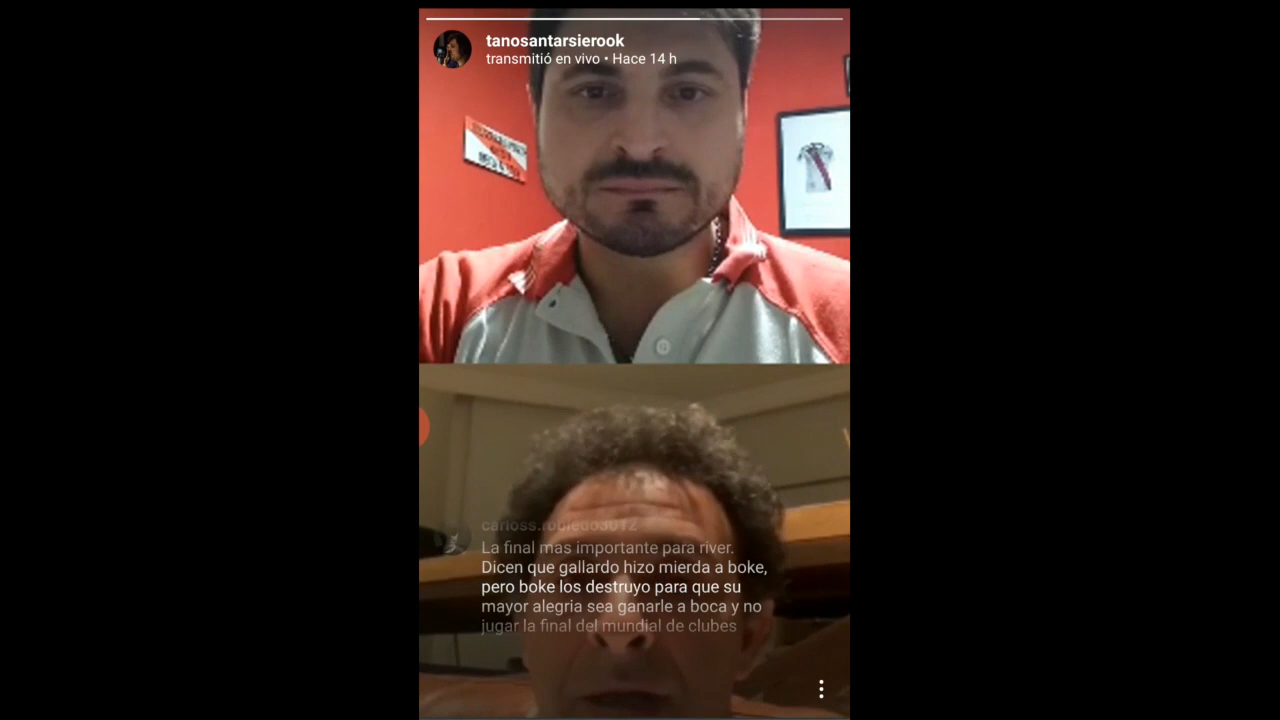 tanosantarsierook
transmitió en vivo • Hace 14 h
carloss.robledo3012
La final mas importante para river.
Dicen que gallardo hizo mierda a boke,
pero boke los destruyo para que su
mayor alegria sea ganarle a boca y no
jugar la final del mundial de clubes